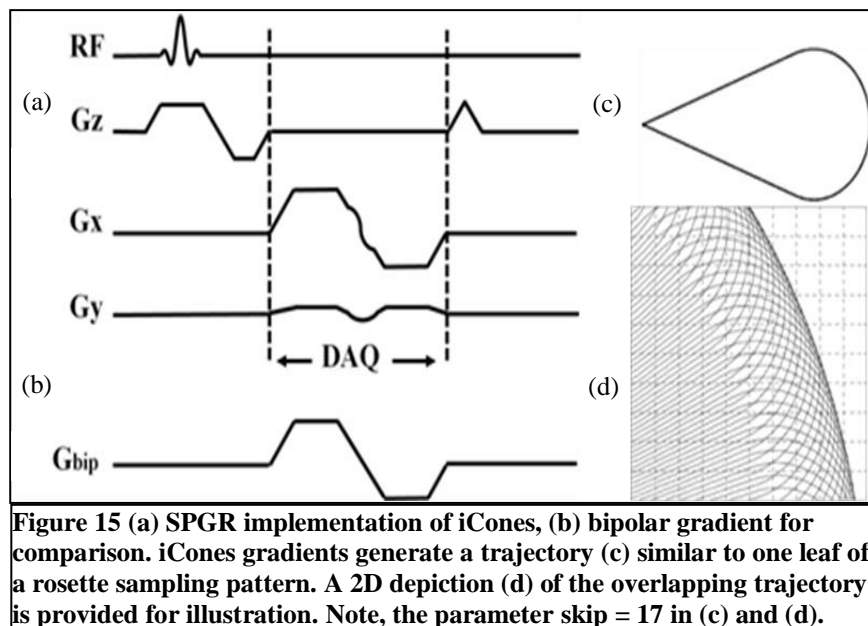 RF
(a)
(c)
Gz
Gx
Gy
DAQ
(b)
(d)
Gbip
Figure 15 (a) SPGR implementation of iCones, (b) bipolar gradient for
comparison. iCones gradients generate a trajectory (c) similar to one leaf of
a rosette sampling pattern. A 2D depiction (d) of the overlapping trajectory
is provided for illustration. Note, the parameter skip = 17 in (c) and (d).